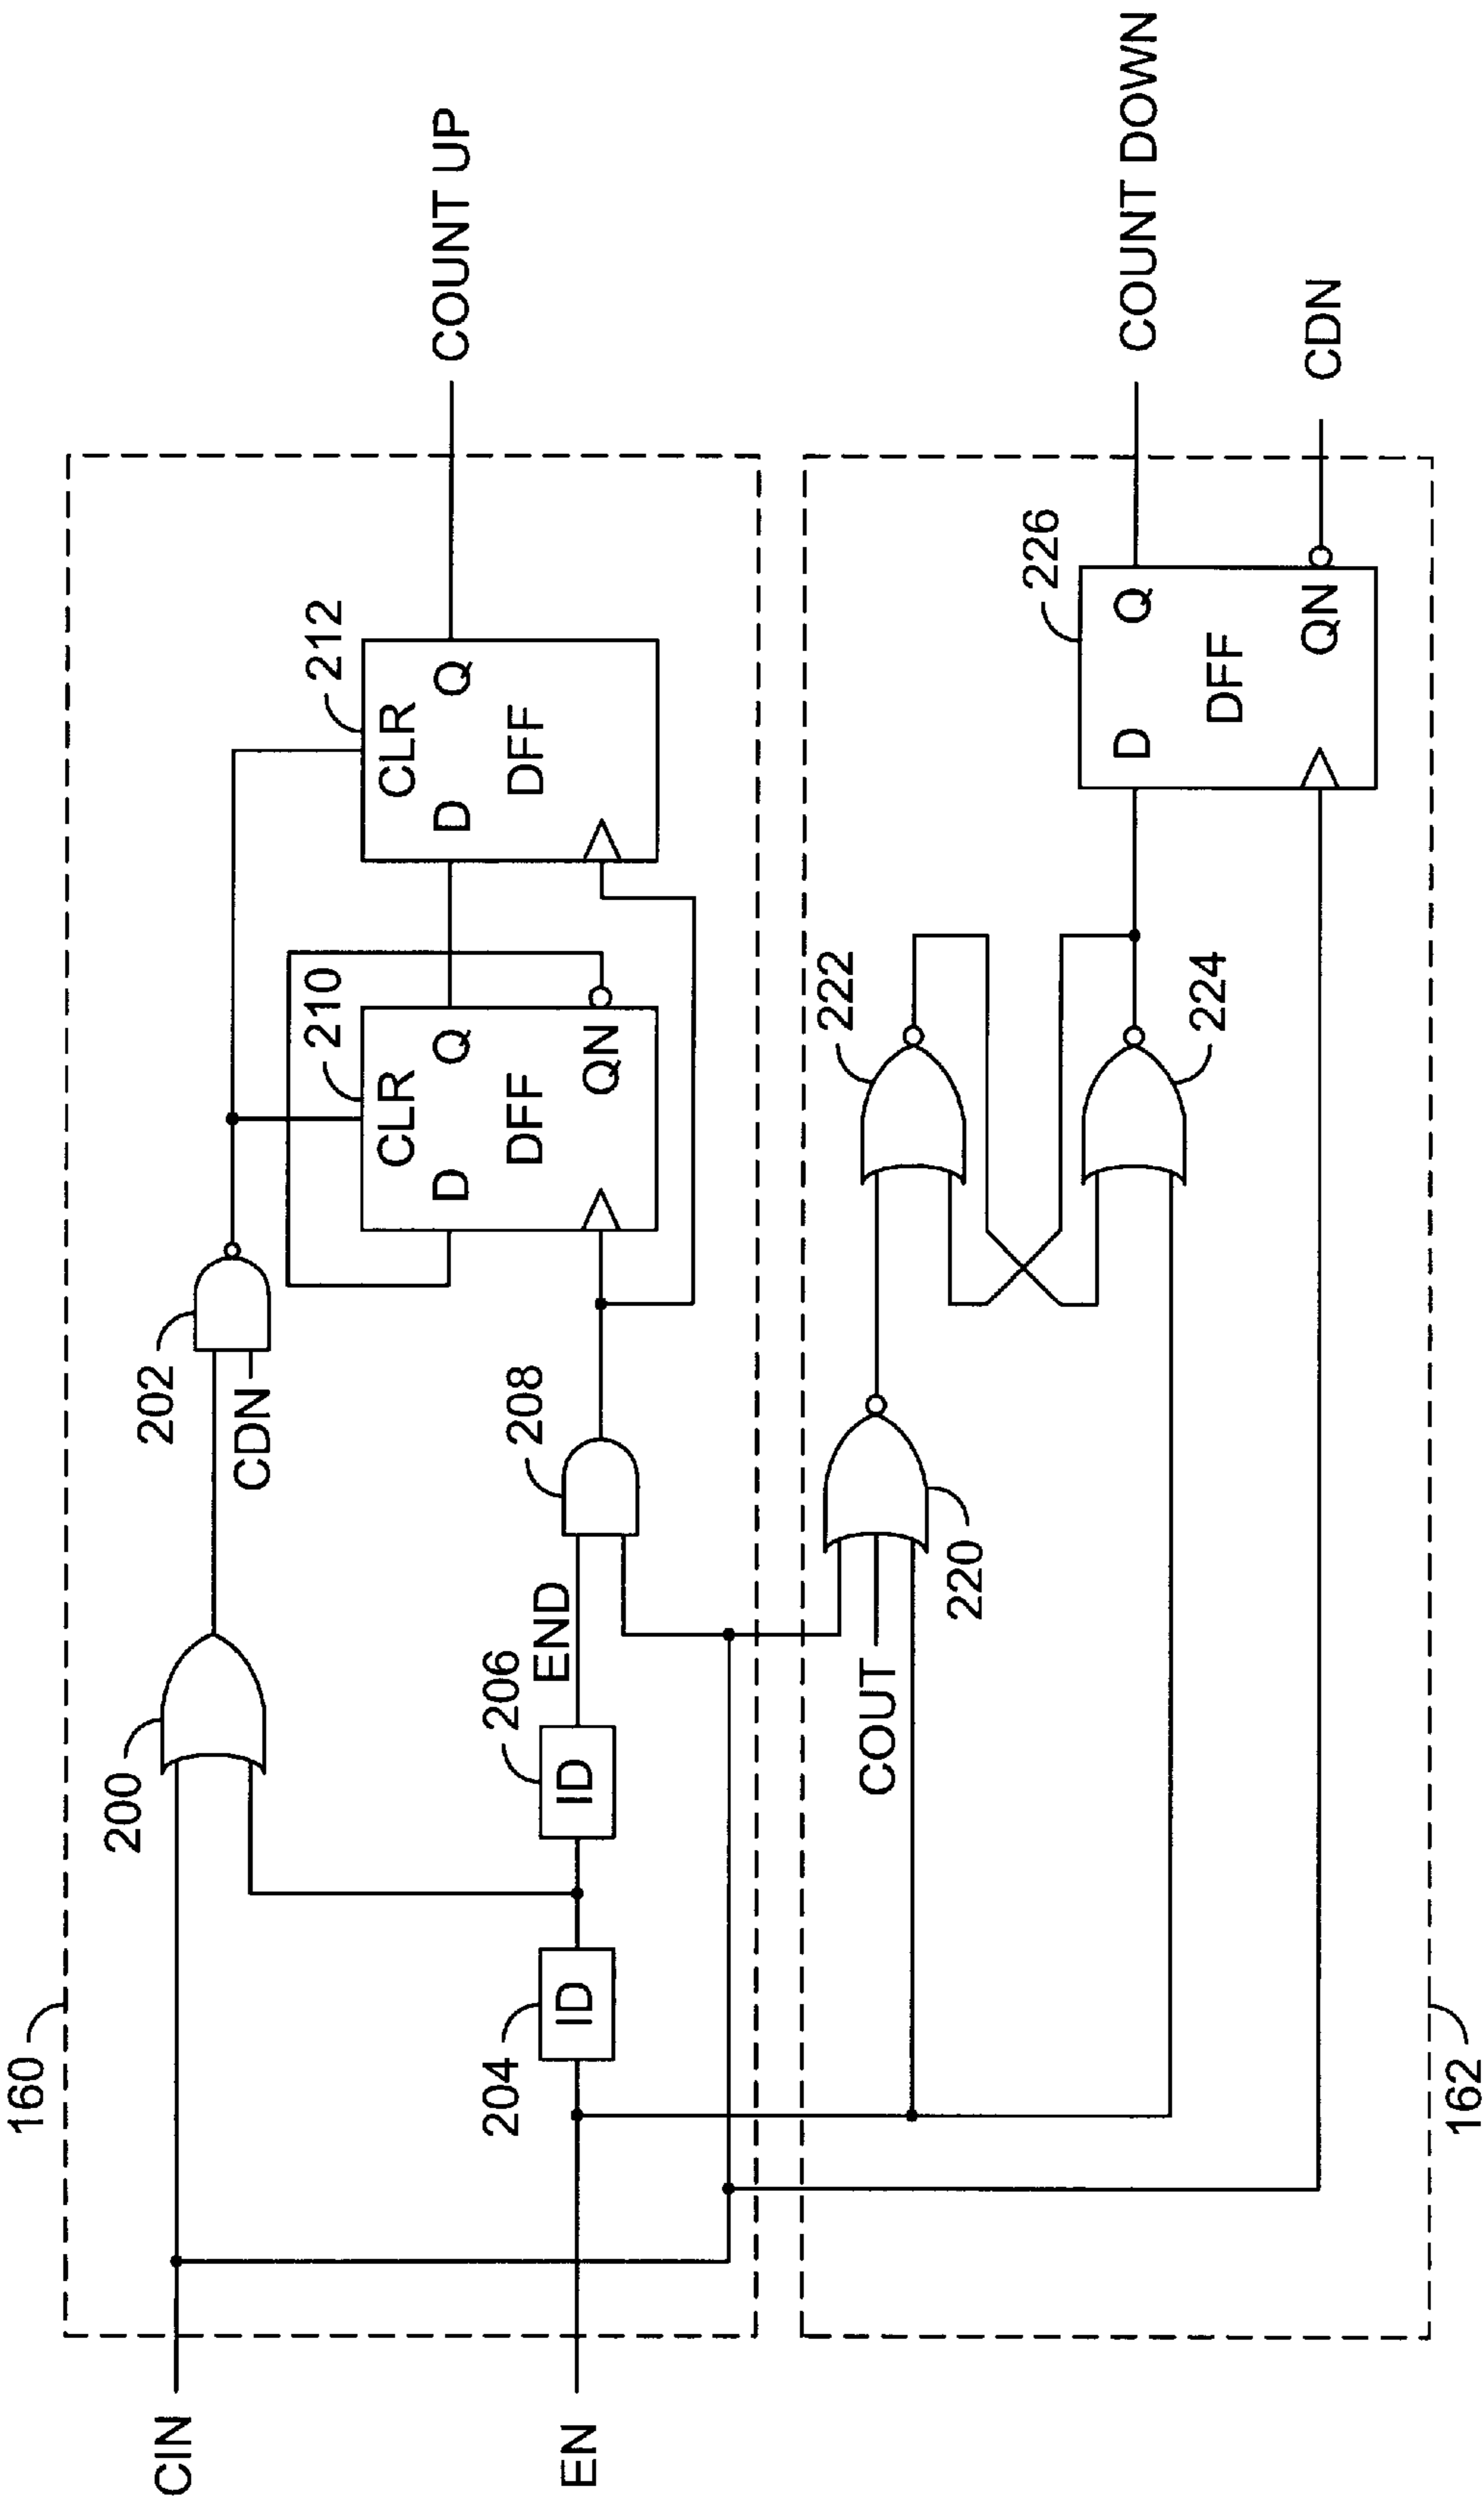 160
CIN
200
202
CDN
210
CLR
D
Q
DFF
QN
212
CLR
D
Q
DFF
COUNT UP
EN
204
ID
206
ID
END
208
COUT
220
222
224
226
D
Q
DFF
QN
COUNT DOWN
CDN
162